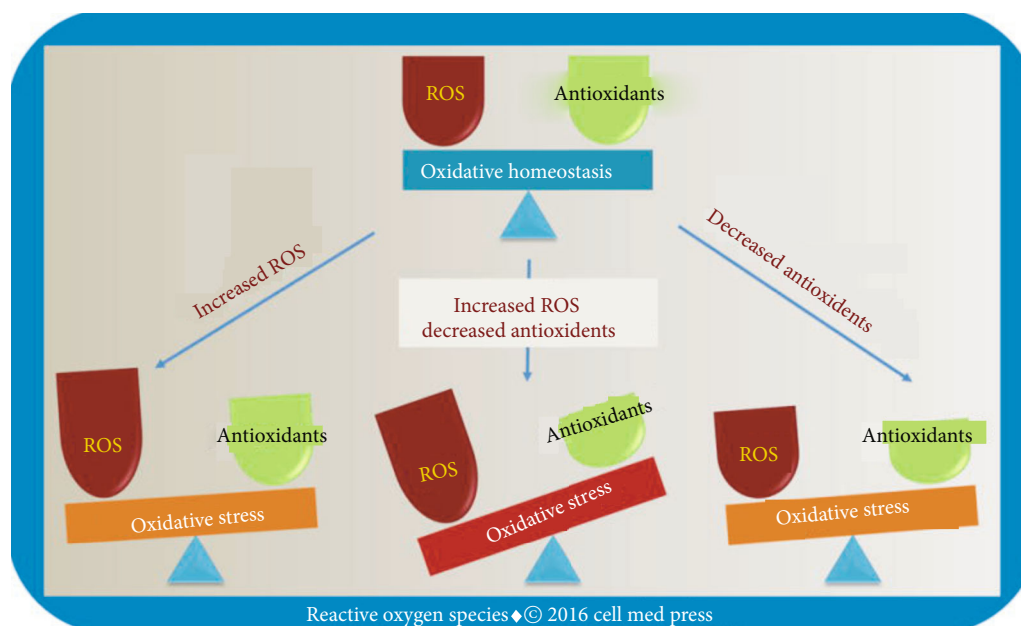 ROS
Antioxidants
Oxidative homeostasis
Increased ROS
Increased ROS
decreased antioxidents
Decreased antioxidents
ROS
Antioxidants
Oxidative stress
ROS
Antioxidants
Oxidative stress
ROS
Antioxidants
Oxidative stress
Reactive oxygen species◆© 2016 cell med press